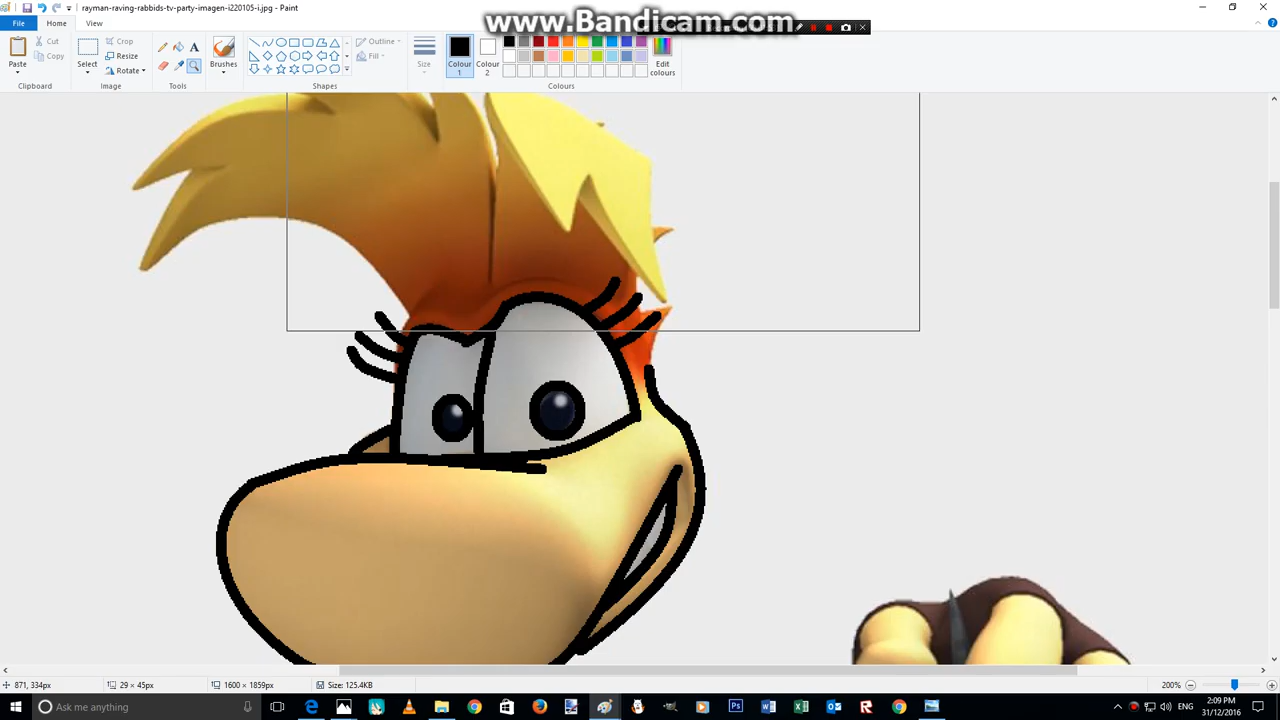 rayman-raving-rabbids-tv-party-imagen-i220105-i.jpg - Paint
www.Bandicam.com
File
Home
View
Paste
Cut
Copy
Clipboard
Select
Crop
Resize
Rotate
Image
A
Tools
Brushes
Outline
Fill
Shapes
Size
Colour
1
Colour
2
Edit
colours
Colours
871, 334px
29 × 45px
1600 × 1859px
Size: 125.4KB
200%
Ask me anything
Ps
2:09 PM
31/12/2016